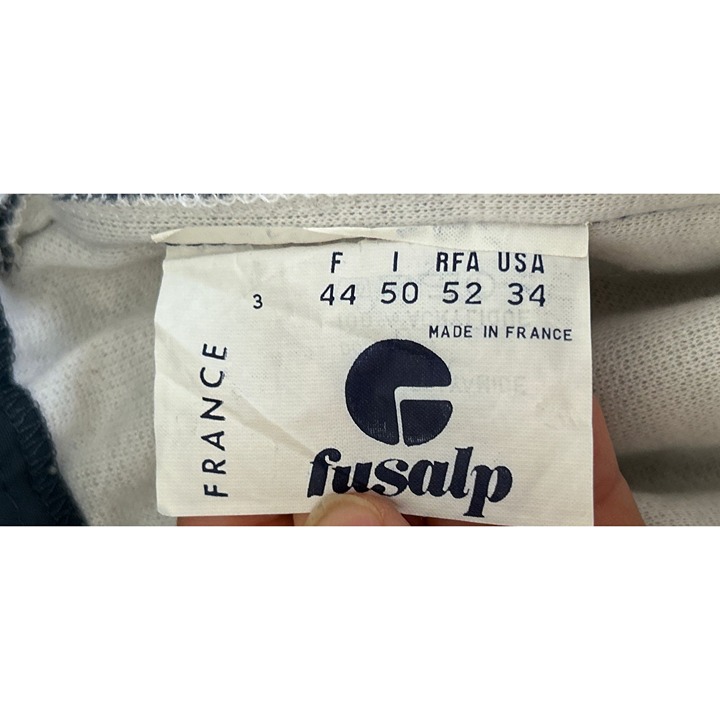 F I RFA USA
3 44 50 52 34
MADE IN FRANCE
FRANCE
fusalp